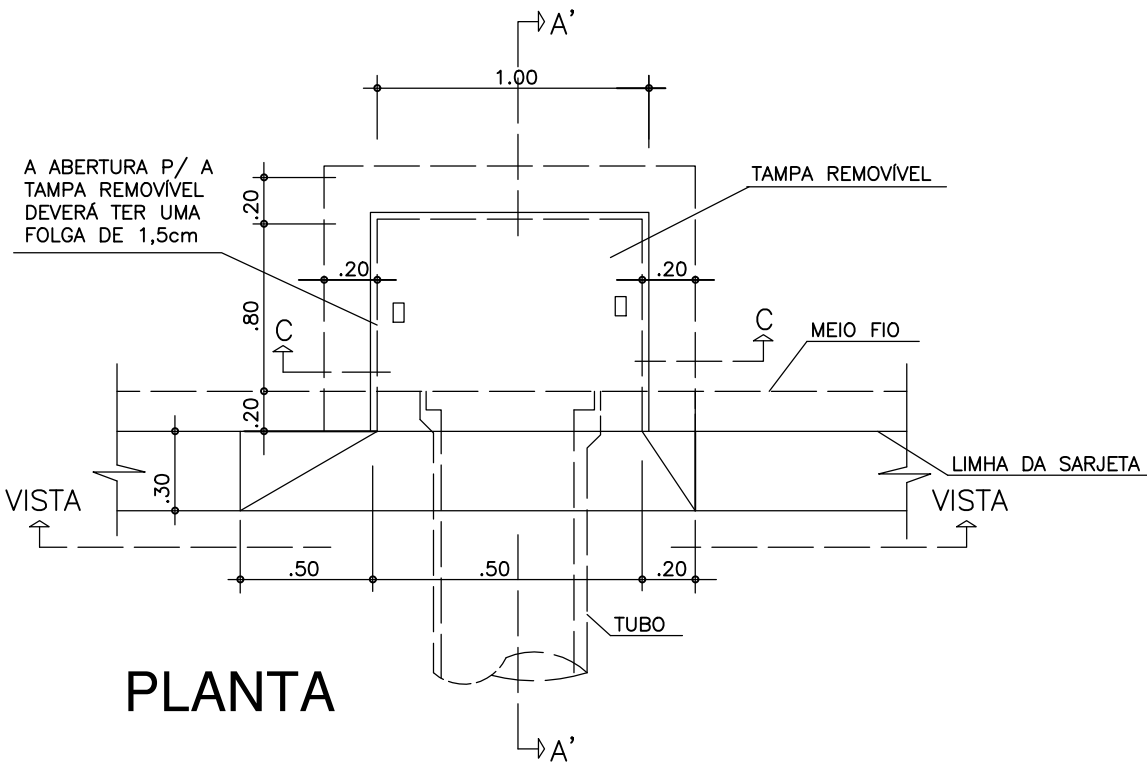 A'
1.00
A ABERTURA P/ A
TAMPA REMOVÍVEL
DEVERÁ TER UMA
FOLGA DE 1,5cm
TAMPA REMOVÍVEL
.20
.20
.20
.80
C
C
MEIO FIO
.20
.30
LIMHA DA SARJETA
VISTA
VISTA
.50
.50
.20
TUBO
PLANTA
A'